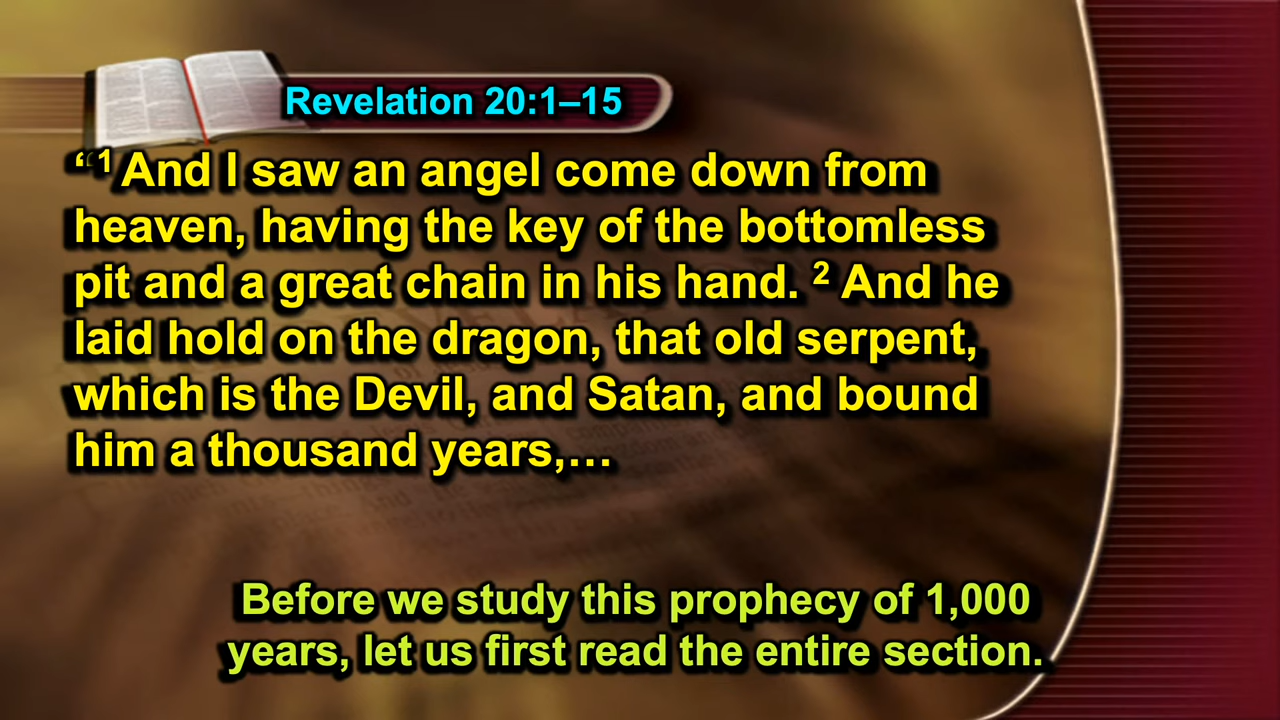 Revelation 20:1–15
“1 And I saw an angel come down from
heaven, having the key of the bottomless
pit and a great chain in his hand. 2 And he
laid hold on the dragon, that old serpent,
which is the Devil, and Satan, and bound
him a thousand years,…
Before we study this prophecy of 1,000
years, let us first read the entire section.